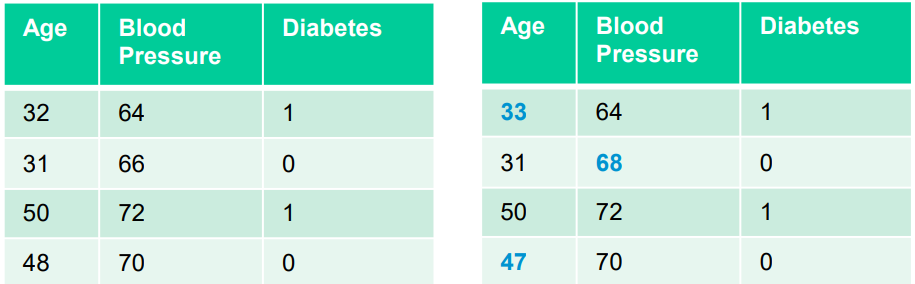 Age Blood Pressure Diabetes
32 64 1
31 66 0
50 72 1
48 70 0
Age Blood Pressure Diabetes
33 64 1
31 68 0
50 72 1
47 70 0